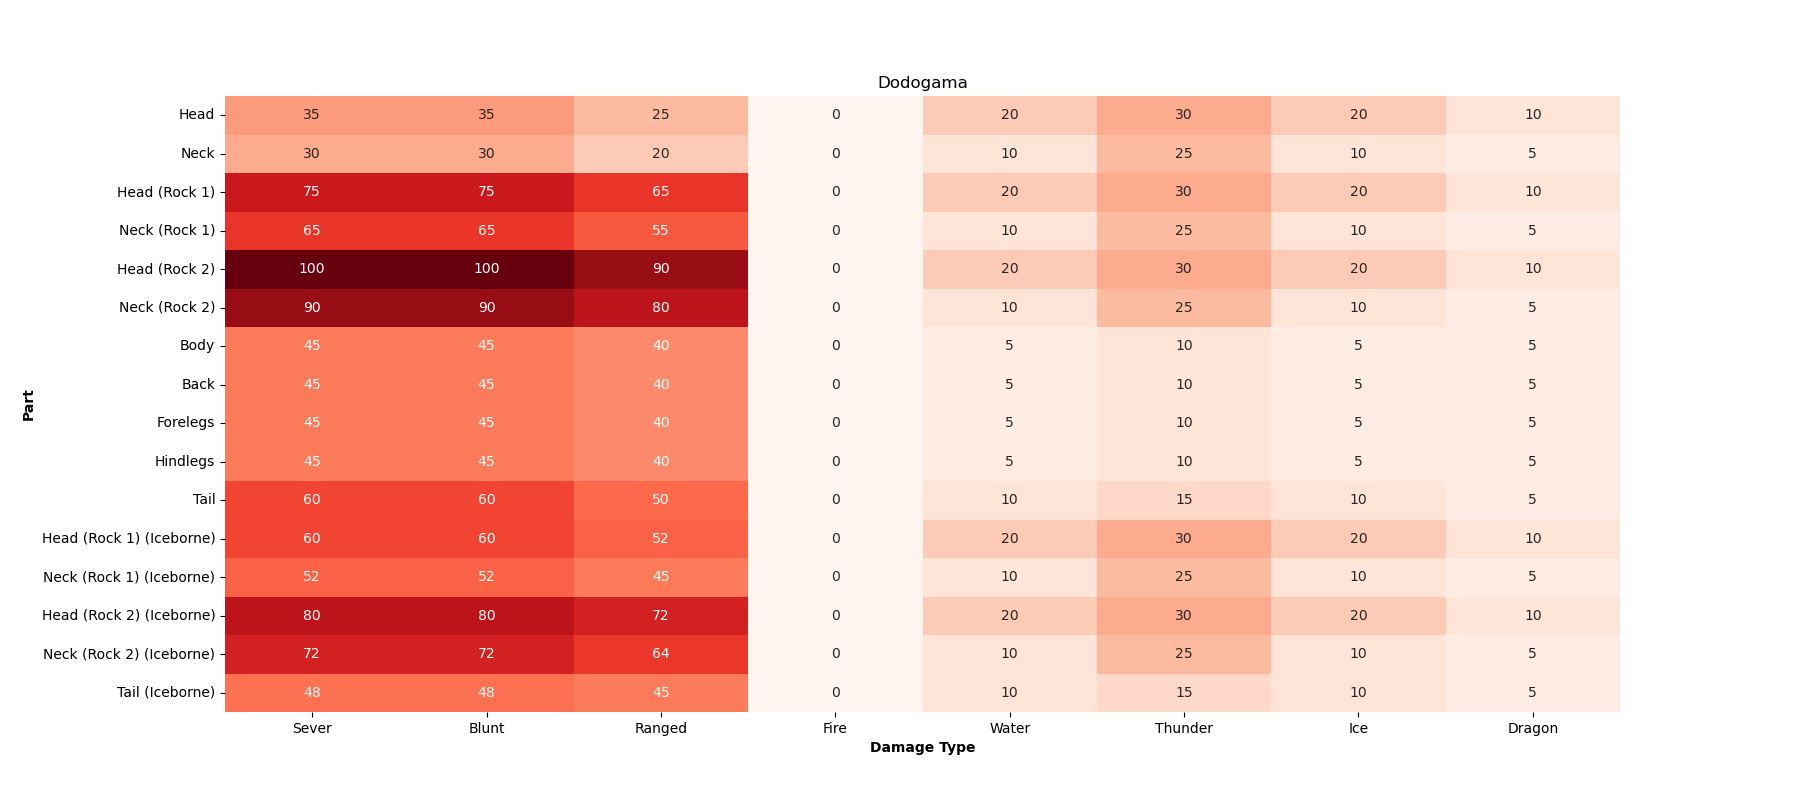 Dodogama
Head 35 35 25 0 20 30 20 10
Neck 30 30 20 0 10 25 10 5
Head (Rock 1) 75 75 65 0 20 30 20 10
Neck (Rock 1) 65 65 55 0 10 25 10 5
Head (Rock 2) 100 100 90 0 20 30 20 10
Neck (Rock 2) 90 90 80 0 10 25 10 5
Body 45 45 40 0 5 10 5 5
Back 45 45 40 0 5 10 5 5
Part
Forelegs 45 45 40 0 5 10 5 5
Hindlegs 45 45 40 0 5 10 5 5
Tail 60 60 50 0 10 15 10 5
Head (Rock 1) (Iceborne) 60 60 52 0 20 30 20 10
Neck (Rock 1) (Iceborne) 52 52 45 0 10 25 10 5
Head (Rock 2) (Iceborne) 80 80 72 0 20 30 20 10
Neck (Rock 2) (Iceborne) 72 72 64 0 10 25 10 5
Tail (Iceborne) 48 48 45 0 10 15 10 5
Sever Blunt Ranged Fire Water Thunder Ice Dragon
Damage Type